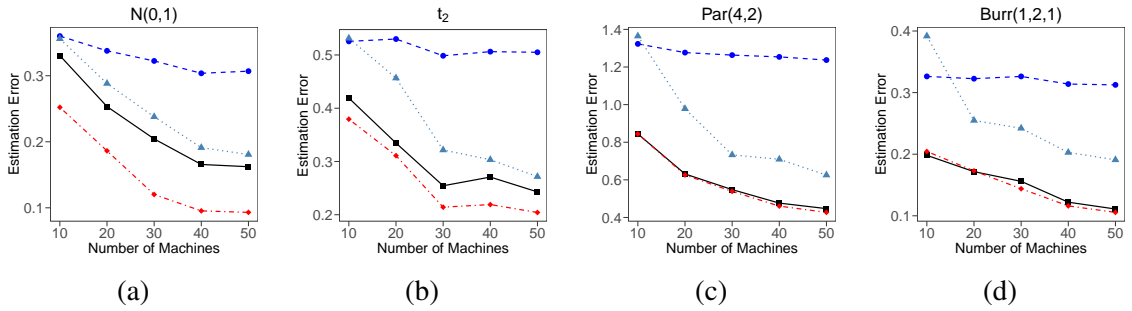 N(0,1)
Estimation Error
0.3
0.2
0.1
10 20 30 40 50
Number of Machines
(a)
t2
Estimation Error
0.5
0.4
0.3
0.2
10 20 30 40 50
Number of Machines
(b)
Par(4,2)
Estimation Error
1.4
1.2
1.0
0.8
0.6
0.4
10 20 30 40 50
Number of Machines
(c)
Burr(1,2,1)
Estimation Error
0.4
0.3
0.2
0.1
10 20 30 40 50
Number of Machines
(d)